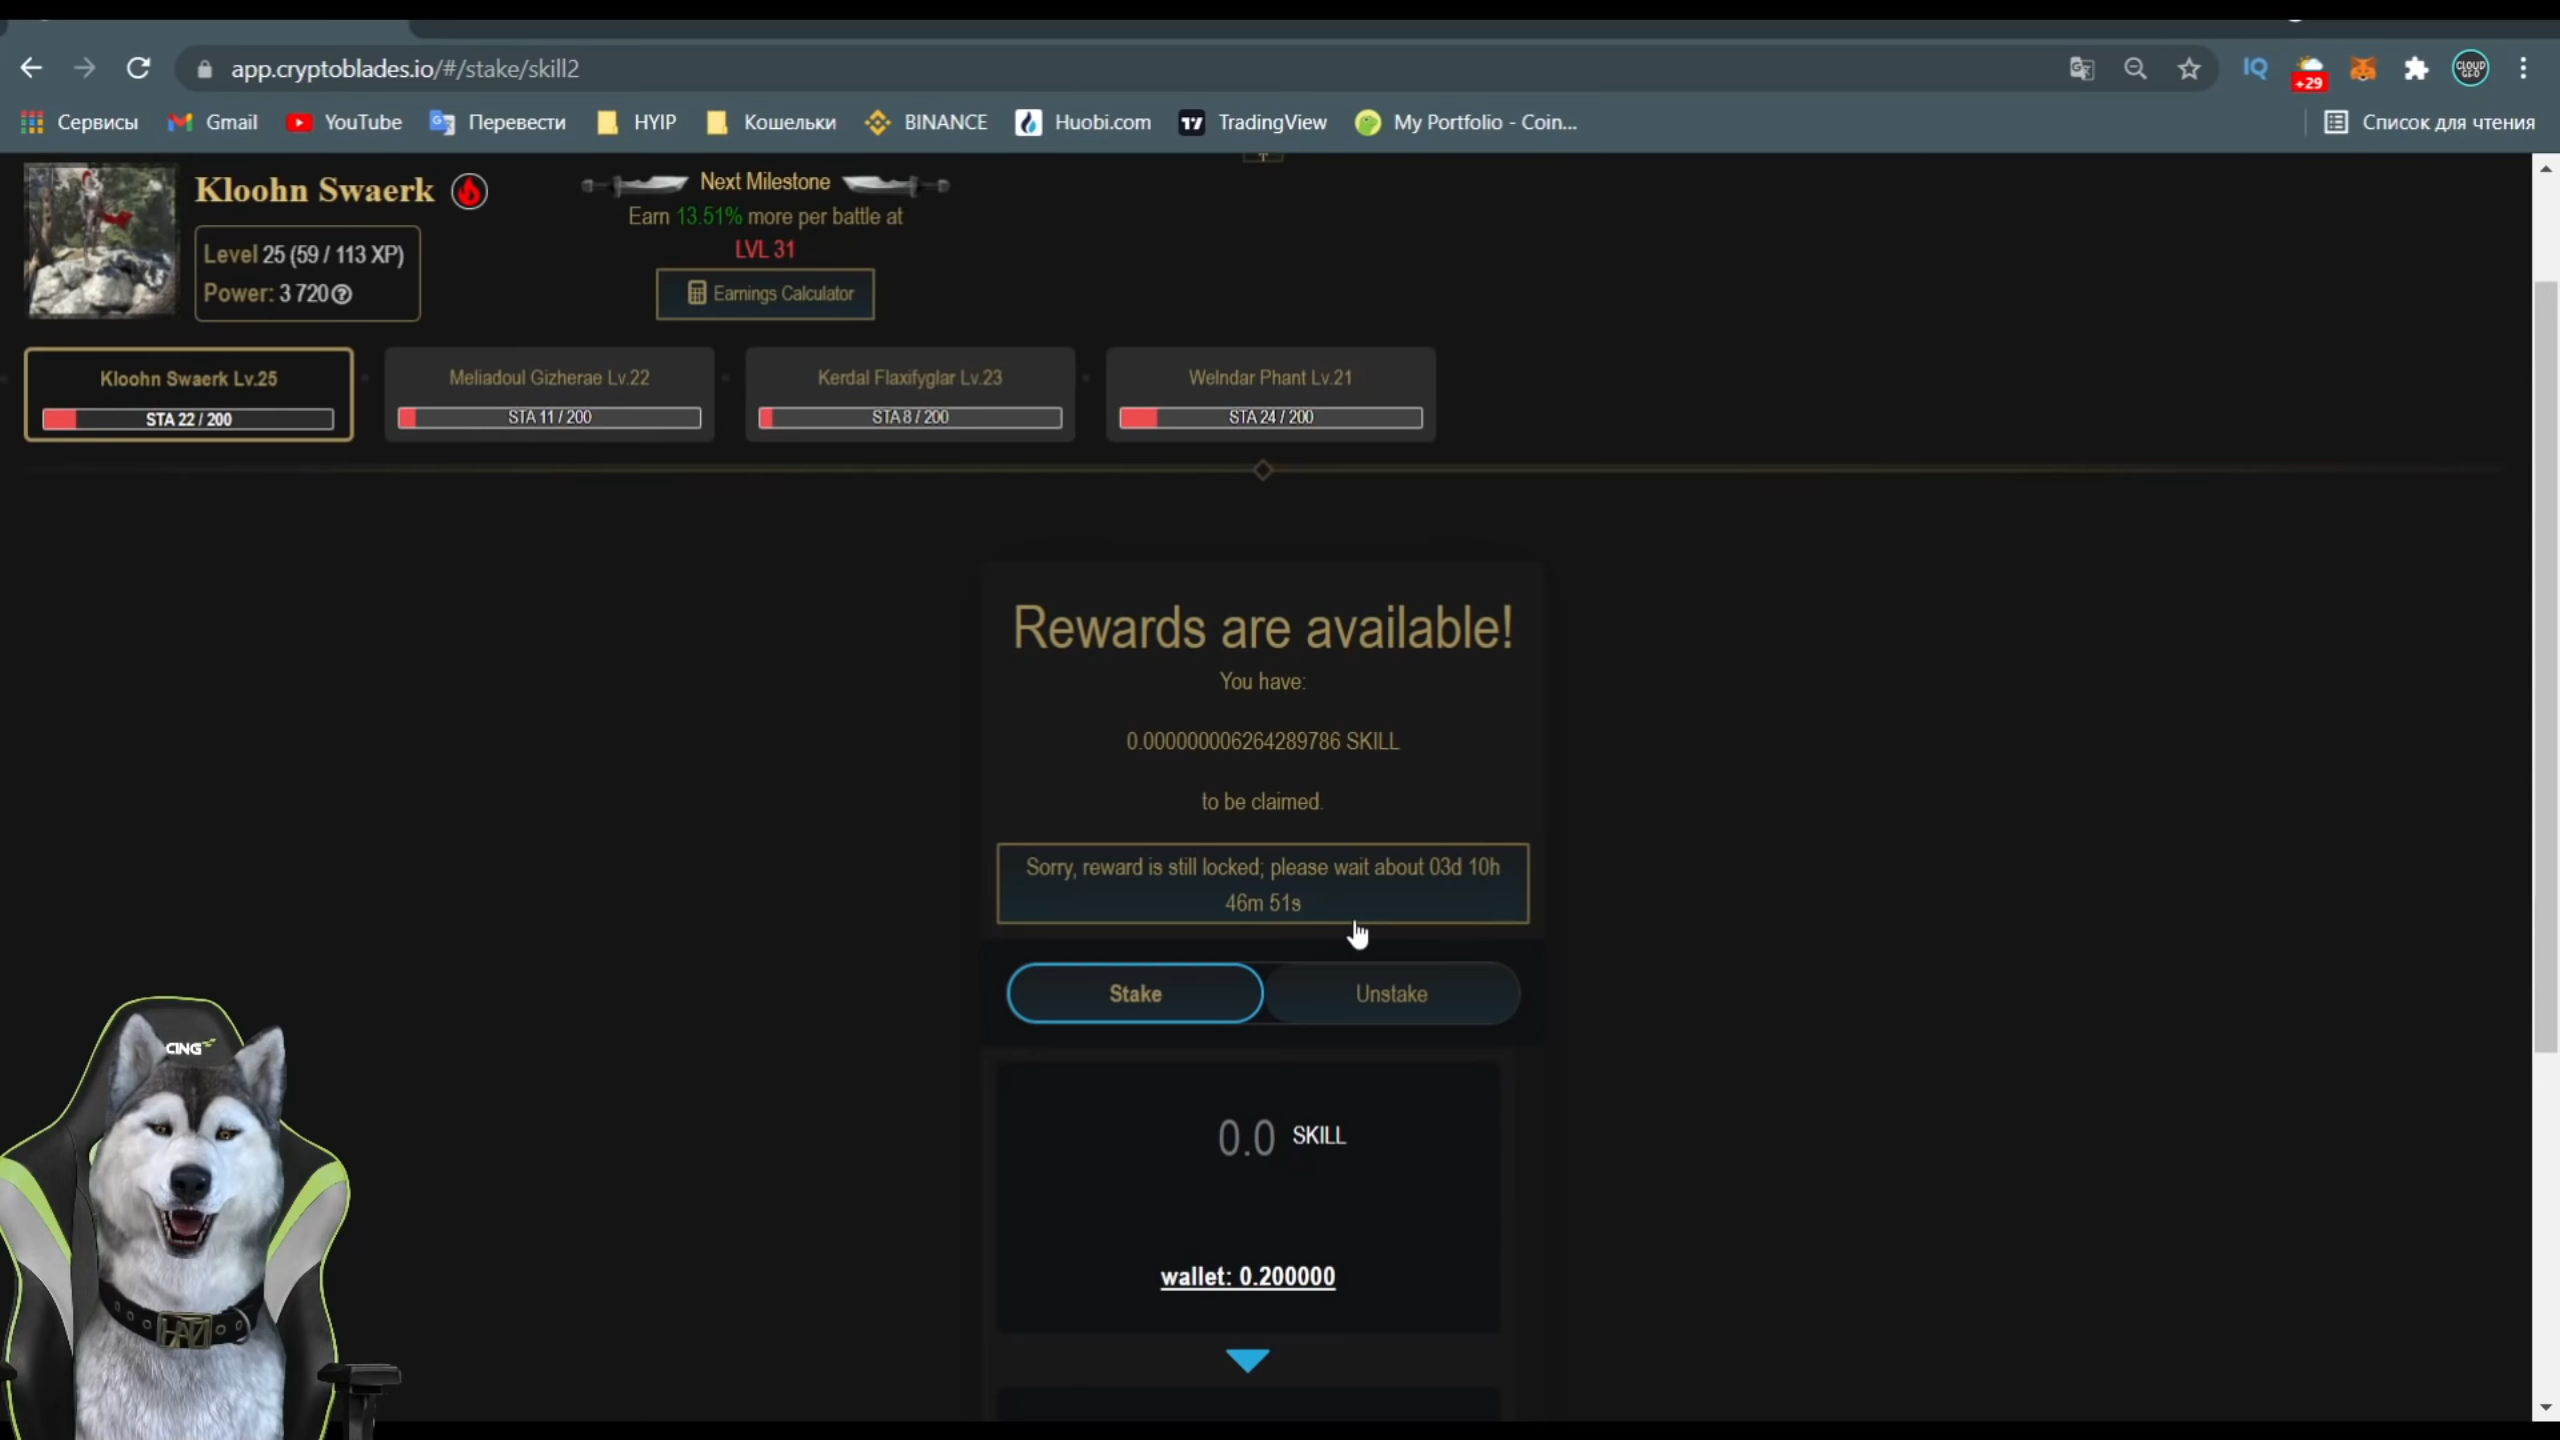 app.cryptoblades.io/#/stake/skill2
IQ
+29
CLOUD GEO
Сервисы
Gmail
YouTube
Перевести
HYIP
Кошельки
BINANCE
Huobi.com
TradingView
My Portfolio - Coin...
Список для чтения
Kloohn Swaerk
Level 25 (59 / 113 XP)
Power: 3 720
Next Milestone
Earn 13.51% more per battle at
LVL 31
Earnings Calculator
Kloohn Swaerk Lv.25
STA 22 / 200
Meliadoul Gizherae Lv.22
STA 11 / 200
Kerdal Flaxifyglar Lv.23
STA 8 / 200
Welndar Phant Lv.21
STA 24 / 200
Rewards are available!
You have:
0.000000006264289786 SKILL
to be claimed.
Sorry, reward is still locked; please wait about 03d 10h
46m 51s
Stake
Unstake
0.0 SKILL
wallet: 0.200000
CING